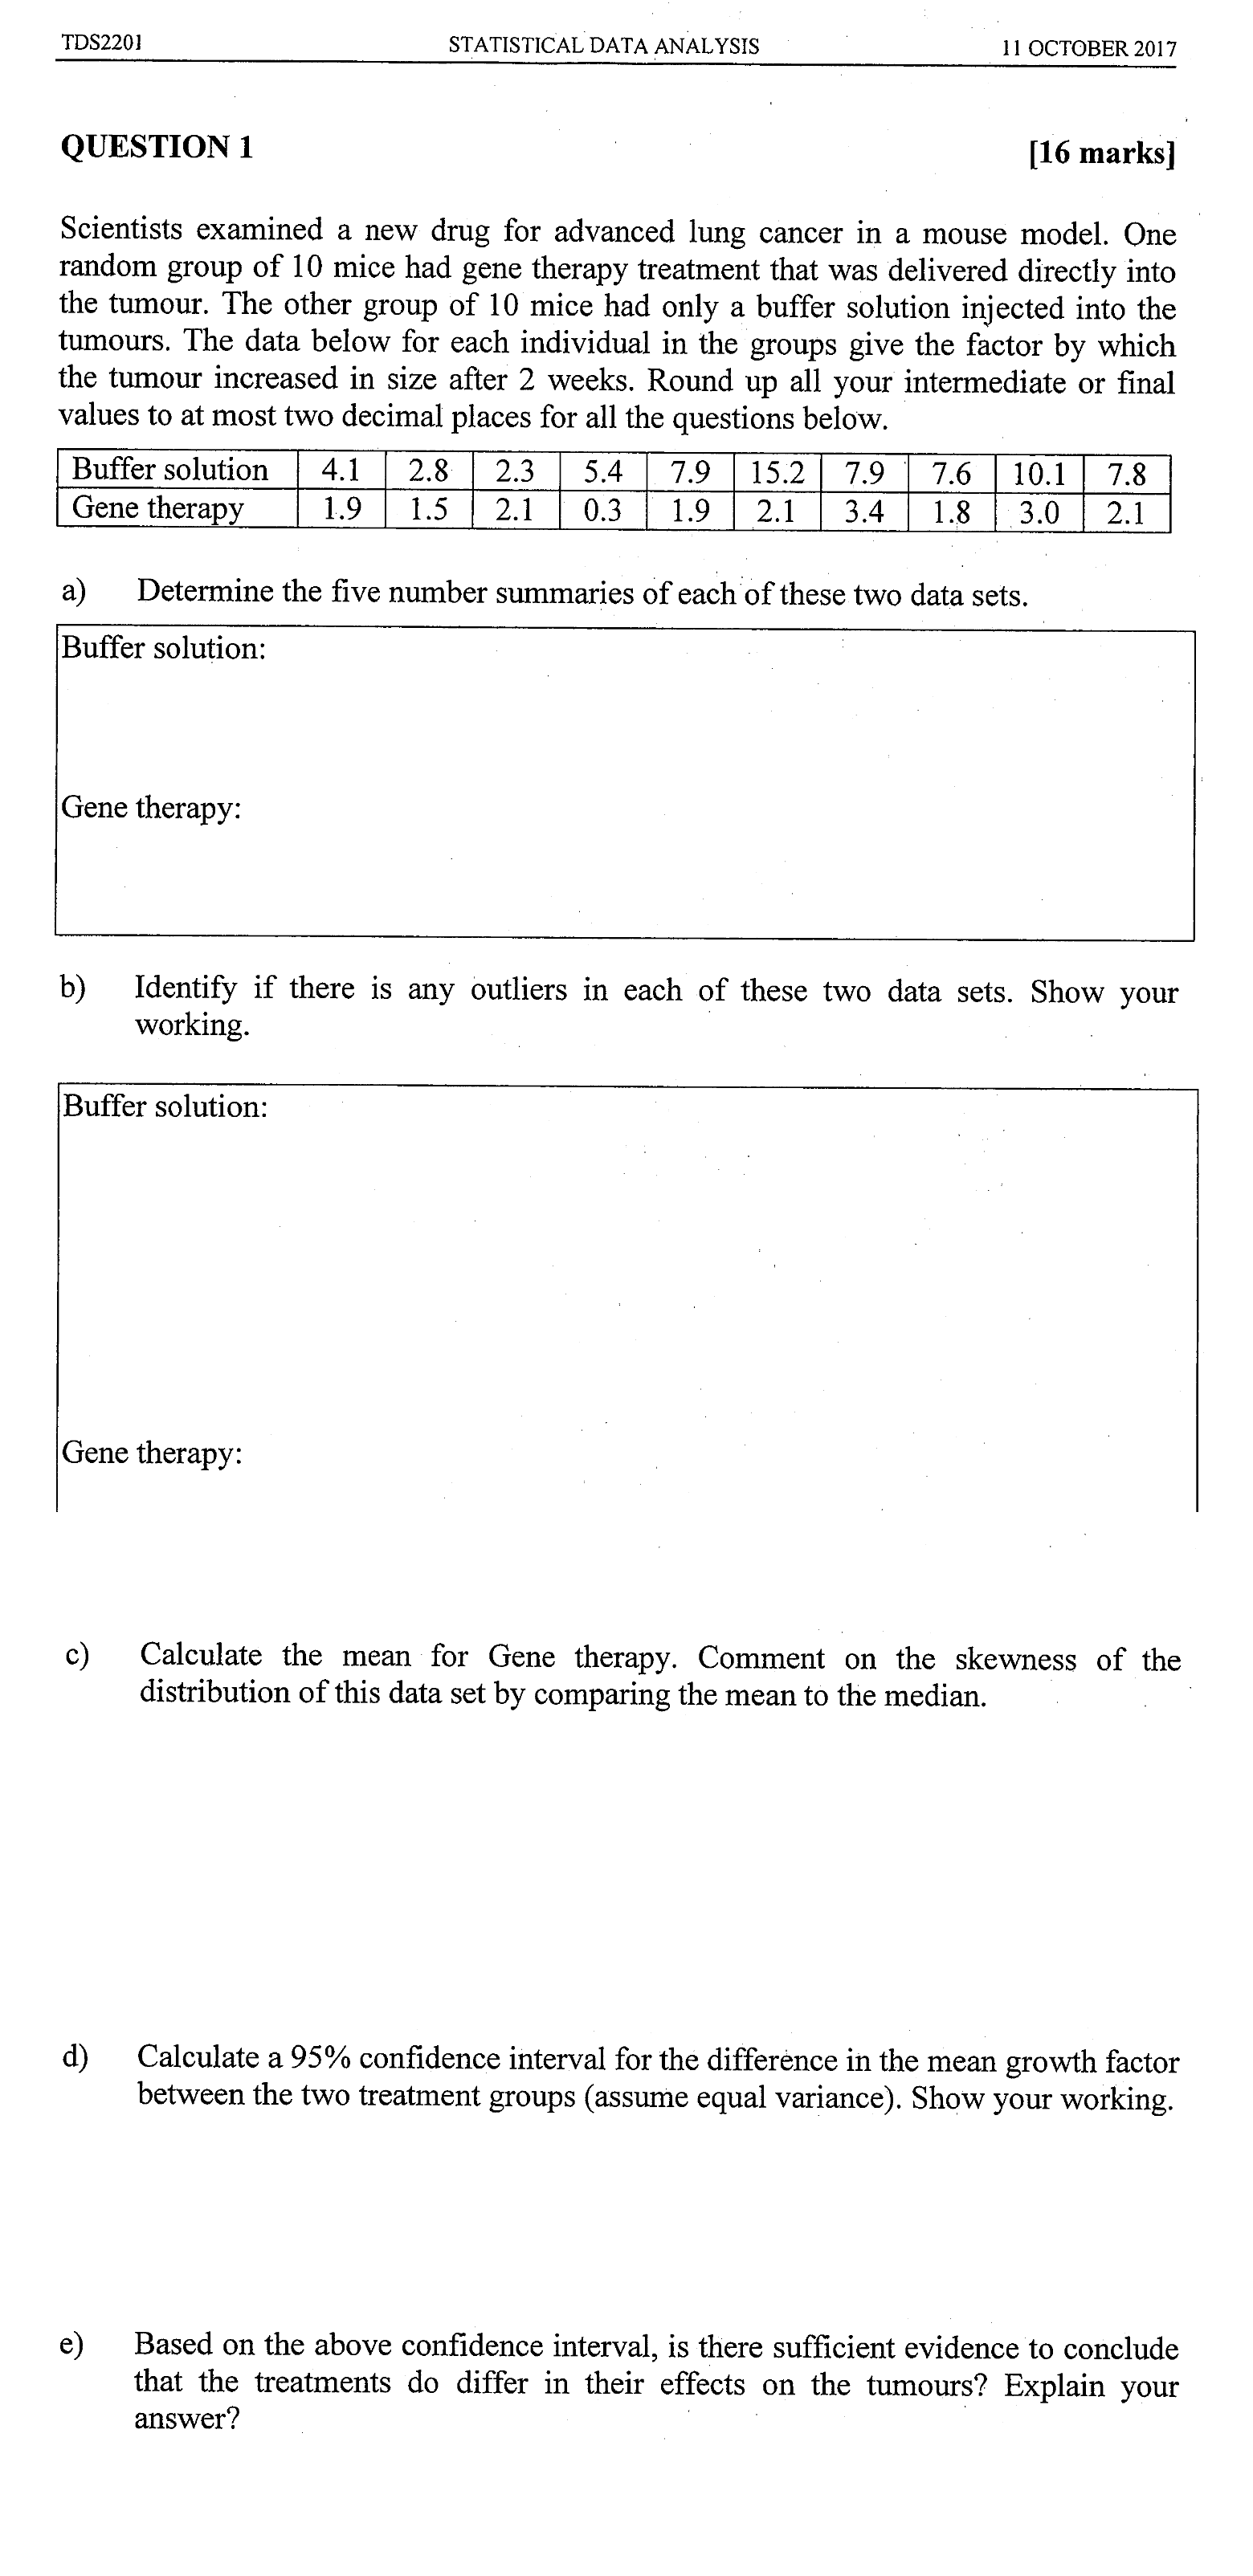 TDS2201 STATISTICAL DATA ANALYSIS 11 OCTOBER 2017
QUESTION 1 [16 marks]
Scientists examined a new drug for advanced lung cancer in a mouse model. One
random group of 10 mice had gene therapy treatment that was delivered directly into
the tumour. The other group of 10 mice had only a buffer solution injected into the
tumours. The data below for each individual in the groups give the factor by which
the tumour increased in size after 2 weeks. Round up all your intermediate or final
values to at most two decimal places for all the questions below.
Buffer solution 4.1 2.8 2.3 5.4 7.9 15.2 7.9 7.6 10.1 7.8
Gene therapy 1.9 1.5 2.1 0.3 1.9 2.1 3.4 1.8 3.0 2.1
a) Determine the five number summaries of each of these two data sets.
Buffer solution:
Gene therapy:
b) Identify if there is any outliers in each of these two data sets. Show your
working.
Buffer solution:
Gene therapy:
c) Calculate the mean for Gene therapy. Comment on the skewness of the
distribution of this data set by comparing the mean to the median.
d) Calculate a 95% confidence interval for the difference in the mean growth factor
between the two treatment groups (assume equal variance). Show your working.
e) Based on the above confidence interval, is there sufficient evidence to conclude
that the treatments do differ in their effects on the tumours? Explain your
answer?